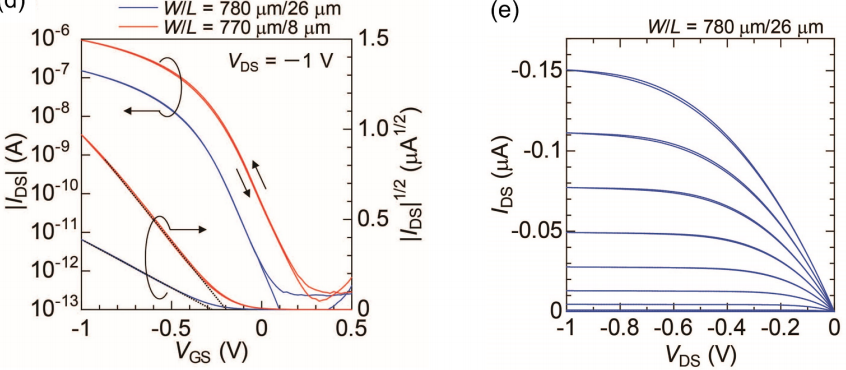 (d)
W/L = 780 μm/26 μm
W/L = 770 μm/8 μm
10⁻⁶
10⁻⁷
10⁻⁸
10⁻⁹
10⁻¹⁰
10⁻¹¹
10⁻¹²
10⁻¹³
|I_DS| (A)
V_DS = −1 V
1.5
1.0
0.5
0
|I_DS|^1/2 (μA^1/2)
-1
-0.5
0
0.5
V_GS (V)
(e)
W/L = 780 μm/26 μm
-0.15
-0.1
-0.05
0
I_DS (μA)
-1
-0.8
-0.6
-0.4
-0.2
0
V_DS (V)